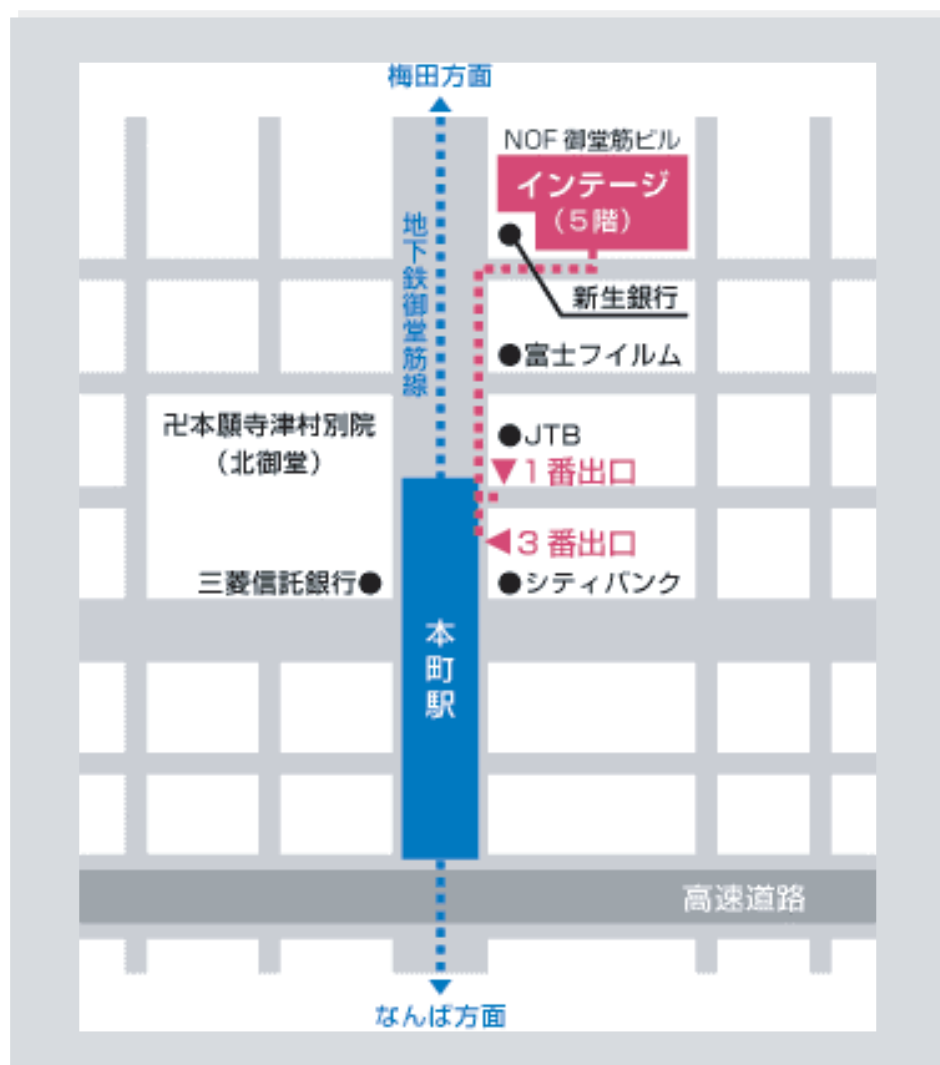 梅田方面
NOF 御堂筋ビル
インテージ
（5階）
地下鉄御堂筋線
新生銀行
●富士フイルム
卍本願寺津村別院
（北御堂）
●JTB
▼1番出口
◀3番出口
三菱信託銀行●
●シティバンク
本町駅
高速道路
なんば方面